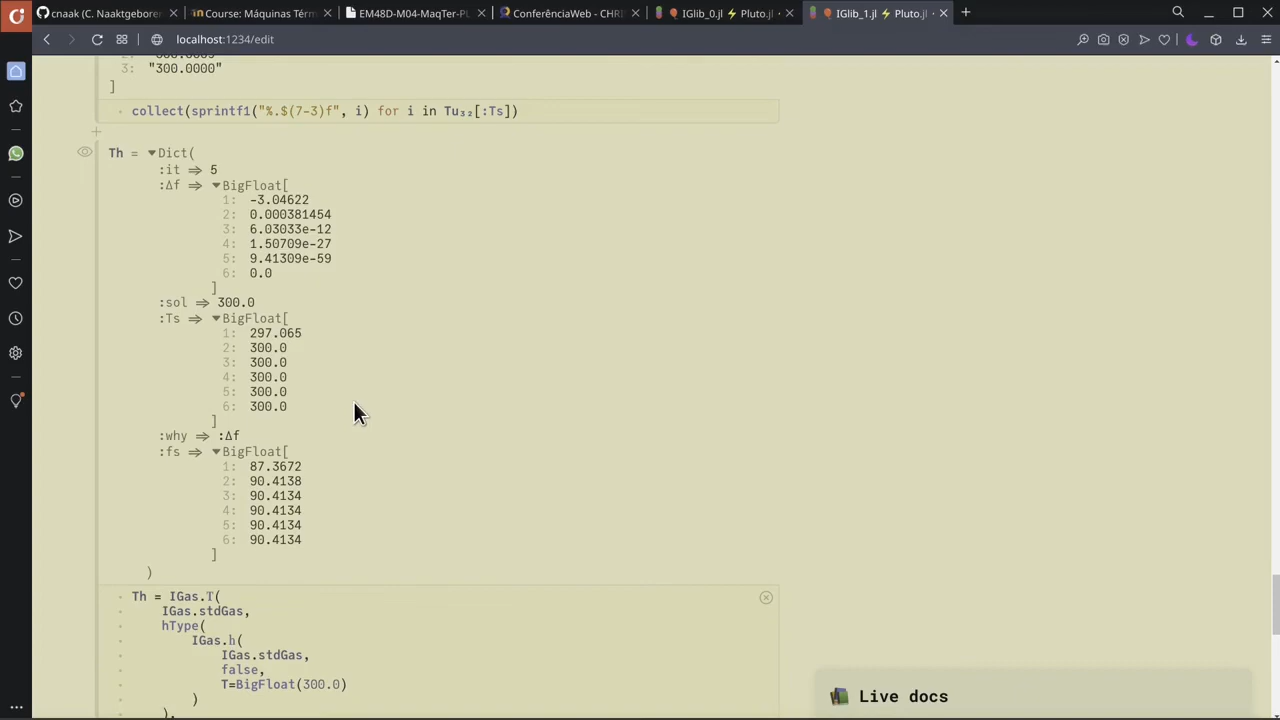 cnaak (C. Naaktgebore
Course: Máquinas Térr
EM48D-M04-MaqTer-PL
ConferênciaWeb - CHR
IGlib_0.jl ⚡ Pluto.jl
IGlib_1.jl ⚡ Pluto.jl
localhost:1234/edit
3: "300.0000"
]
collect(sprintf1("%.$(7-3)f", i) for i in Tu₃₂[:Ts])
Th = ▼Dict(
:it ⇒ 5
:Δf ⇒ ▼BigFloat[
1: -3.04622
2: 0.000381454
3: 6.03033e-12
4: 1.50709e-27
5: 9.41309e-59
6: 0.0
]
:sol ⇒ 300.0
:Ts ⇒ ▼BigFloat[
1: 297.065
2: 300.0
3: 300.0
4: 300.0
5: 300.0
6: 300.0
]
:why ⇒ :Δf
:fs ⇒ ▼BigFloat[
1: 87.3672
2: 90.4138
3: 90.4134
4: 90.4134
5: 90.4134
6: 90.4134
]
)
Th = IGas.T(
IGas.stdGas,
hType(
IGas.h(
IGas.stdGas,
false,
T=BigFloat(300.0)
)
),
Live docs